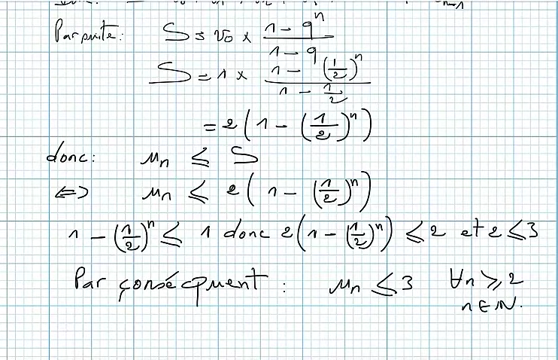 Par suite: S = v₀ × (1 - qⁿ)/(1 - q)
S = 1 × (1 - (1/2)ⁿ)/(1 - 1/2)
= 2(1 - (1/2)ⁿ)
donc: uₙ ≤ S
⟺ uₙ ≤ 2(1 - (1/2)ⁿ)
1 - (1/2)ⁿ ≤ 1 donc 2(1 - (1/2)ⁿ) ≤ 2 et 2 ≤ 3
Par conséquent: uₙ ≤ 3 ∀n ≥ 2
n ∈ ℕ.